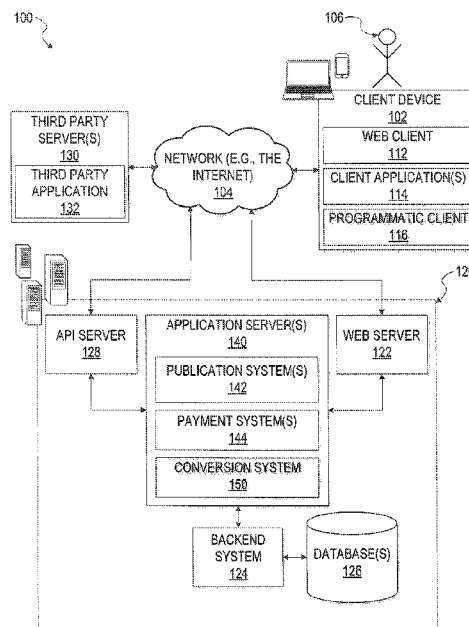 100
106
THIRD PARTY
SERVER(S)
130
THIRD PARTY
APPLICATION
132
NETWORK (E.G., THE
INTERNET)
104
CLIENT DEVICE
102
WEB CLIENT
112
CLIENT APPLICATION(S)
114
PROGRAMMATIC CLIENT
116
120
API SERVER
128
APPLICATION SERVER(S)
140
PUBLICATION SYSTEM(S)
142
PAYMENT SYSTEM(S)
144
CONVERSION SYSTEM
150
WEB SERVER
122
BACKEND
SYSTEM
124
DATABASE(S)
126